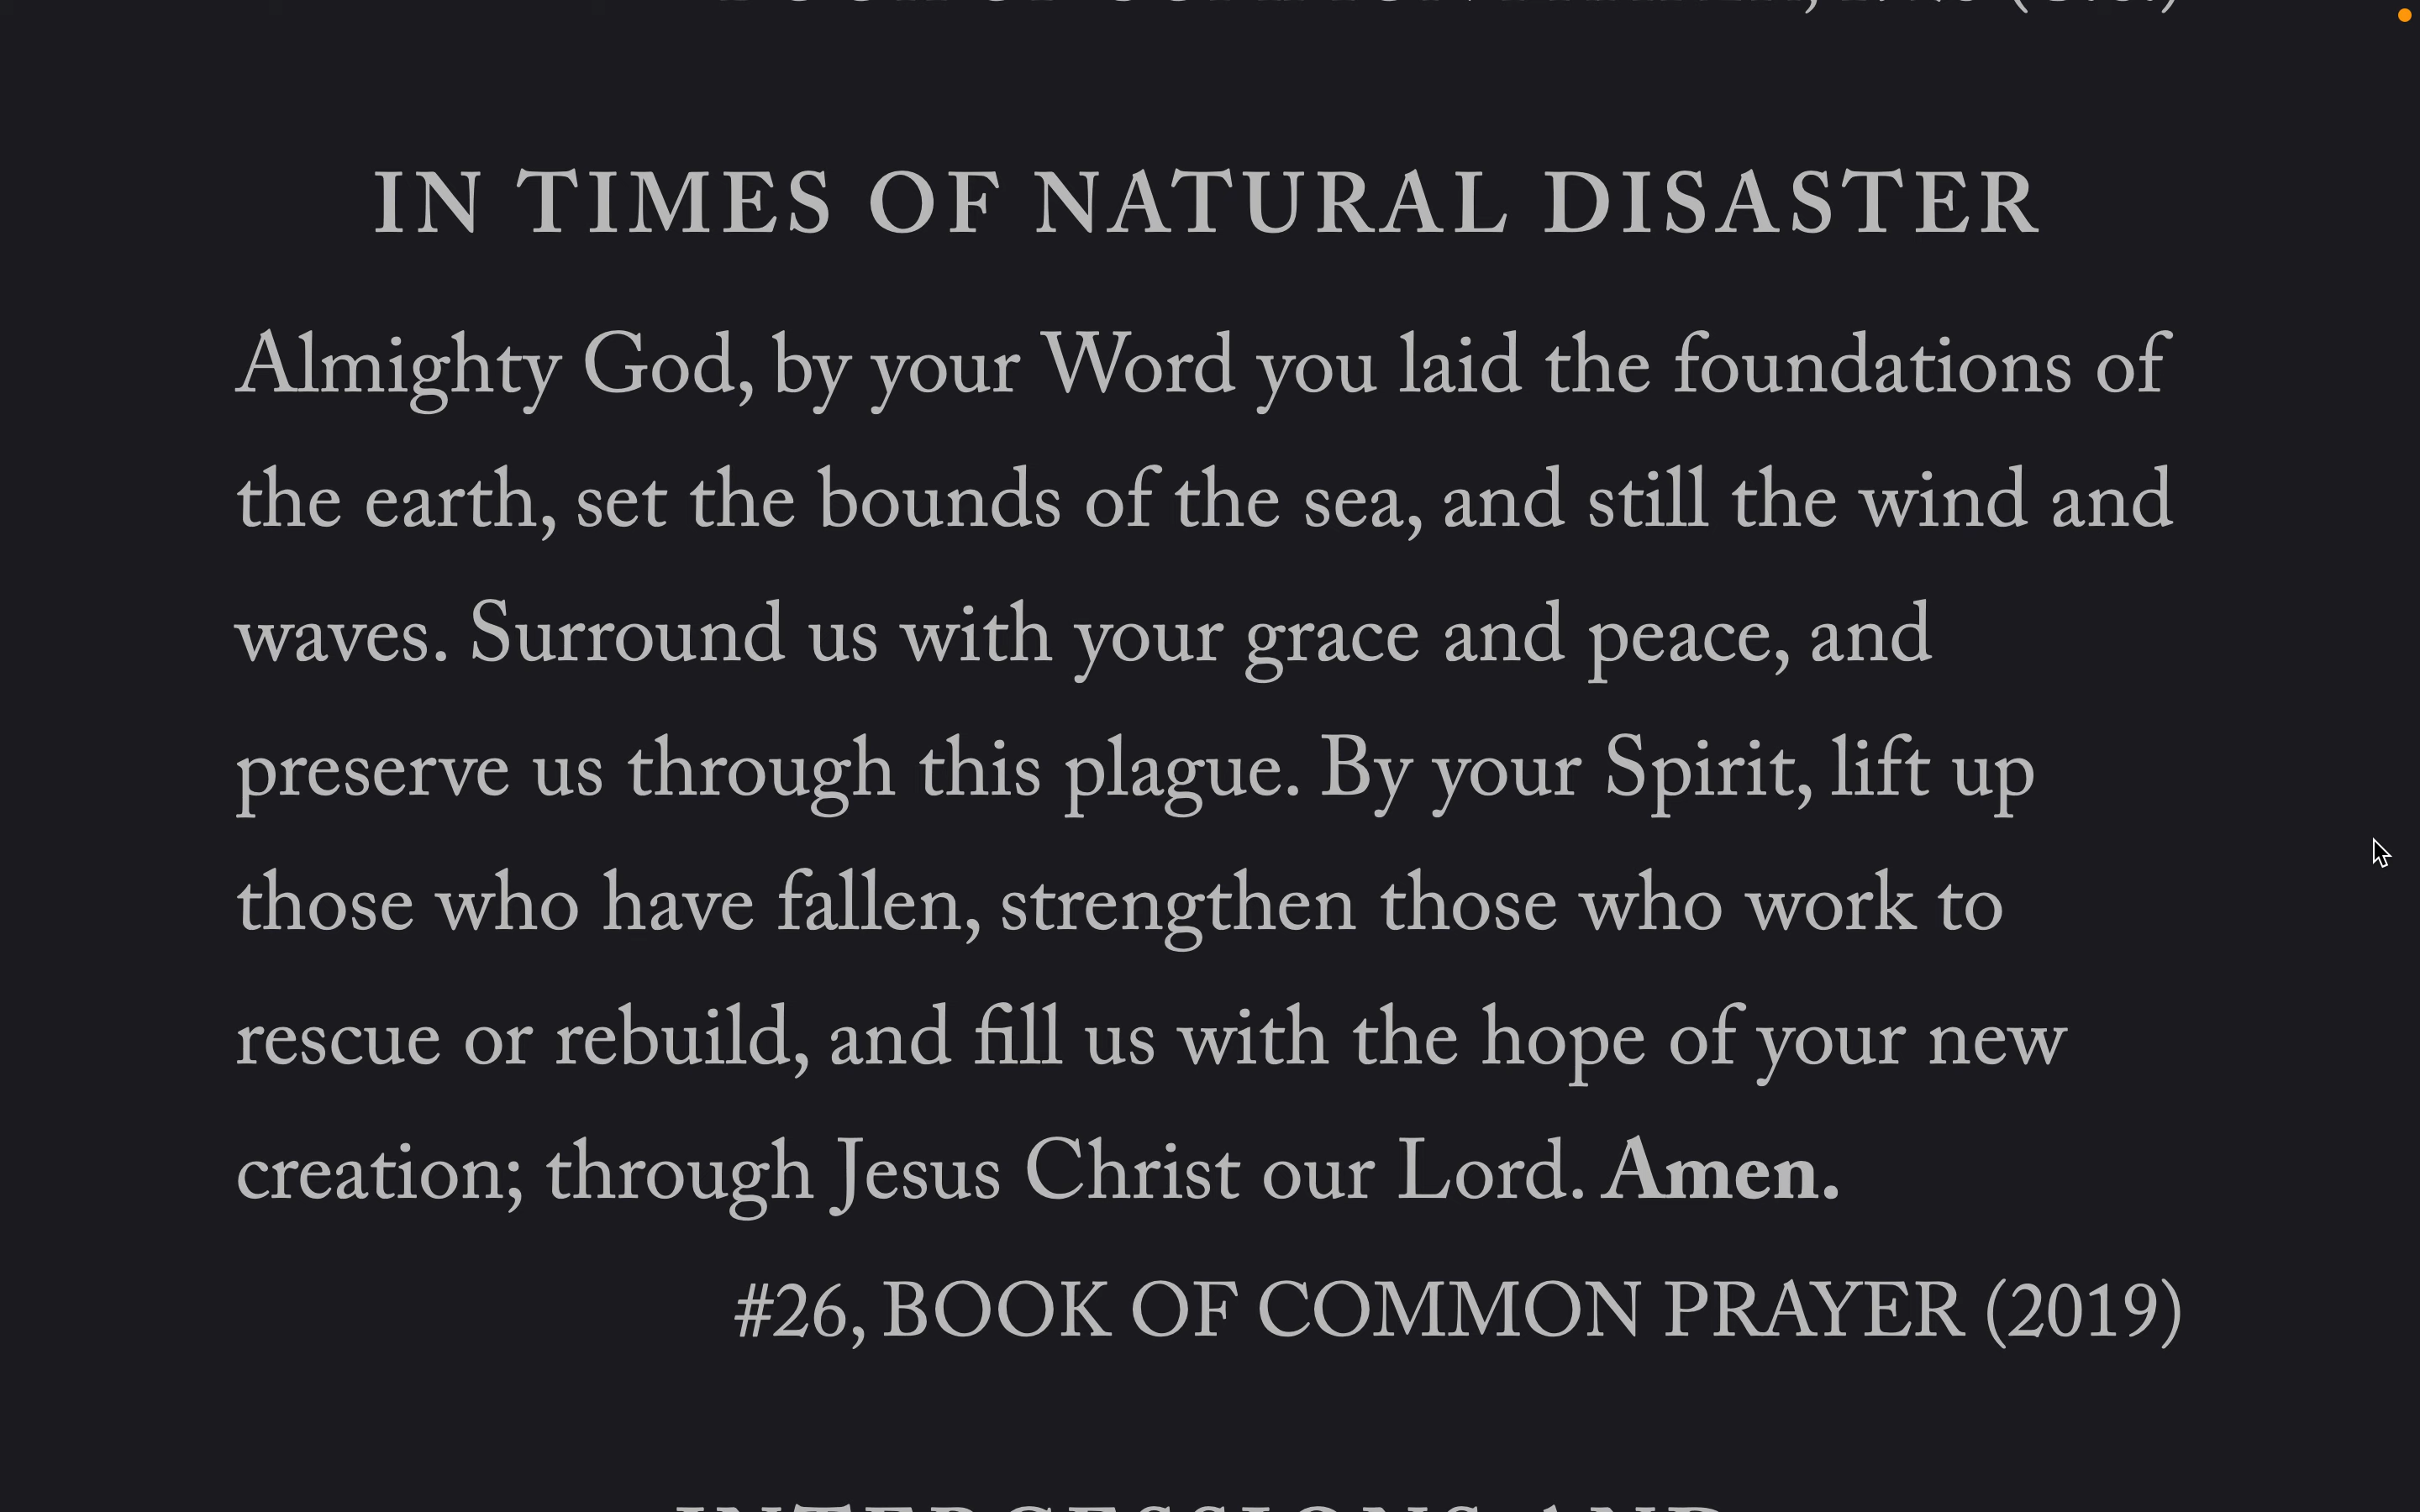 IN TIMES OF NATURAL DISASTER
Almighty God, by your Word you laid the foundations of
the earth, set the bounds of the sea, and still the wind and
waves. Surround us with your grace and peace, and
preserve us through this plague. By your Spirit, lift up
those who have fallen, strengthen those who work to
rescue or rebuild, and fill us with the hope of your new
creation; through Jesus Christ our Lord. Amen.
#26, BOOK OF COMMON PRAYER (2019)